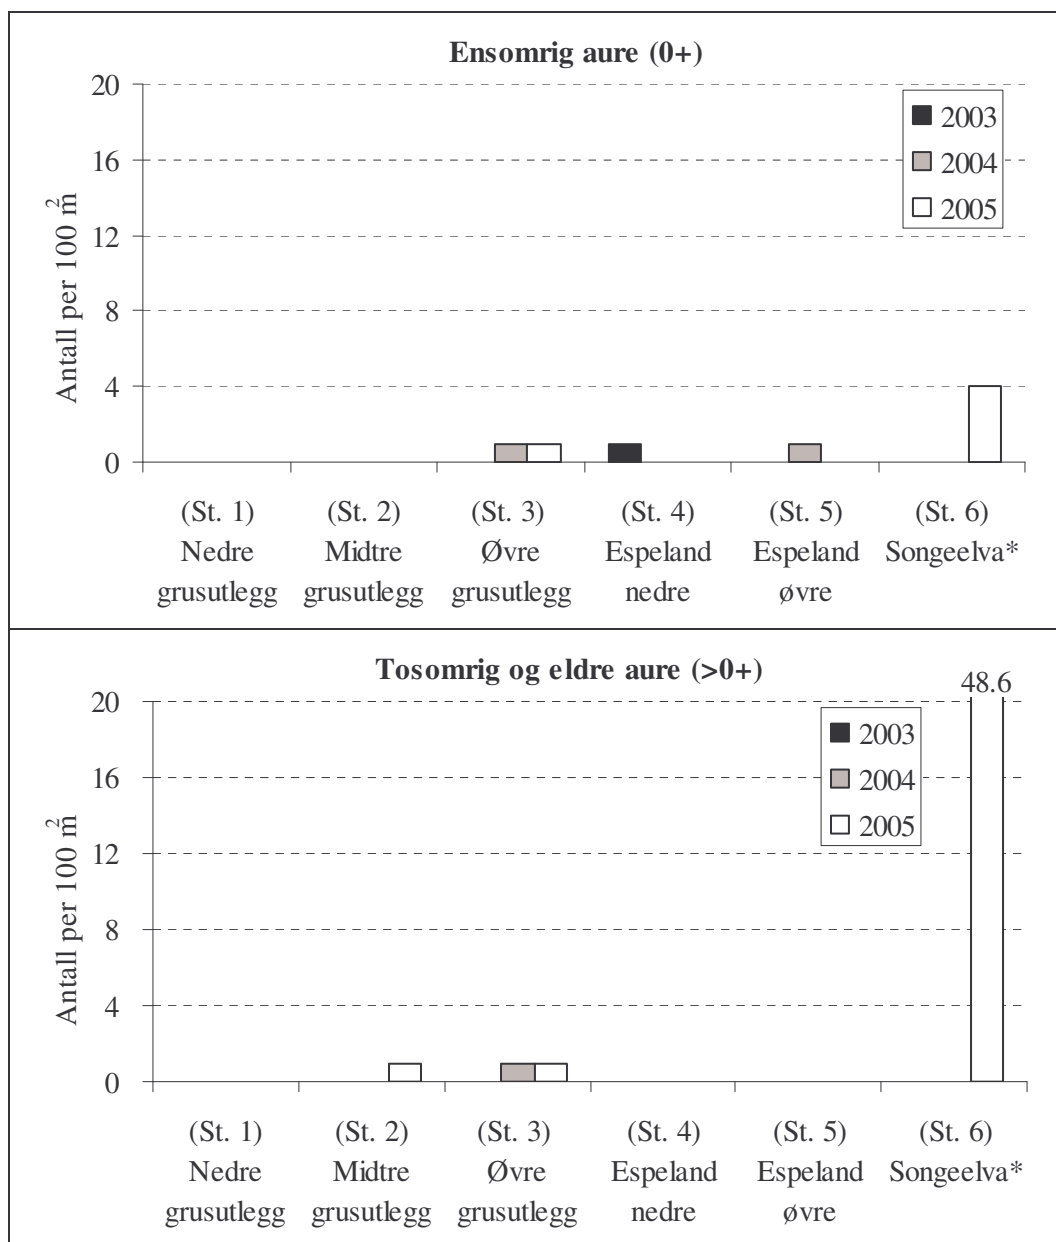 Ensomrig aure (0+)
20
16
12
8
4
0
Antall per 100 m²
2003
2004
2005
(St. 1)
Nedre
grusutlegg
(St. 2)
Midtre
grusutlegg
(St. 3)
Øvre
grusutlegg
(St. 4)
Espeland
nedre
(St. 5)
Espeland
øvre
(St. 6)
Songeelva*
Tosomrig og eldre aure (>0+)
48.6
20
16
12
8
4
0
Antall per 100 m²
2003
2004
2005
(St. 1)
Nedre
grusutlegg
(St. 2)
Midtre
grusutlegg
(St. 3)
Øvre
grusutlegg
(St. 4)
Espeland
nedre
(St. 5)
Espeland
øvre
(St. 6)
Songeelva*